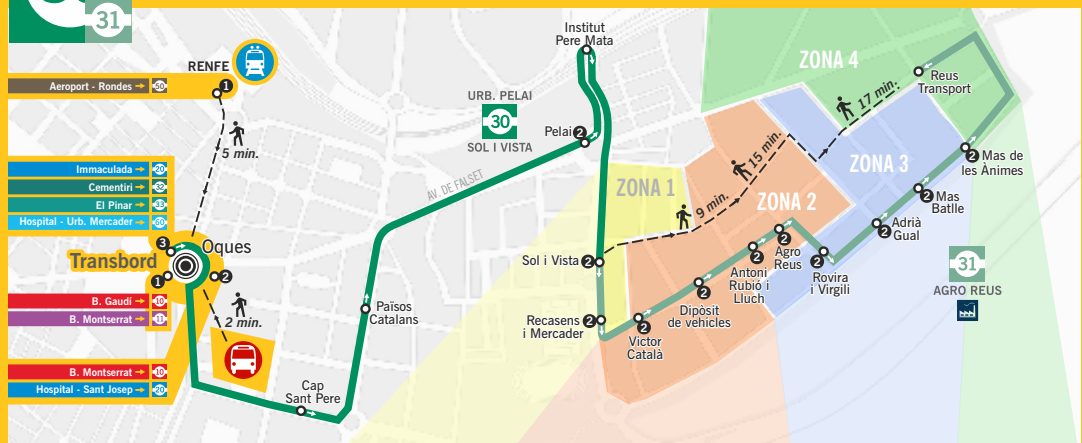 31
RENFE
Aeroport - Rondes → 50
1
5 min.
Immaculada → 20
Cementiri → 32
El Pinar → 33
Hospital - Urb. Mercader → 60
3
Oques
Transbord
1
2
B. Gaudí → 10
B. Montserrat → 11
2 min.
B. Montserrat → 10
Hospital - Sant Josep → 20
Cap
Sant Pere
Països
Catalans
AV. DE FALSET
URB. PELAI
30
SOL I VISTA
Institut
Pere Mata
Pelai 2
ZONA 1
9 min.
15 min.
17 min.
ZONA 2
ZONA 3
ZONA 4
Reus
Transport
Sol i Vista 2
Recasens 2
i Mercader
2
Victor
Català
2
Dipòsit
de vehicles
2
Antoni
Rubió i
Lluch
2
Agro
Reus
2
Rovira
i Virgili
2 Adrià
Gual
2 Mas
Batlle
2 Mas de
les Ànimes
31
AGRO REUS